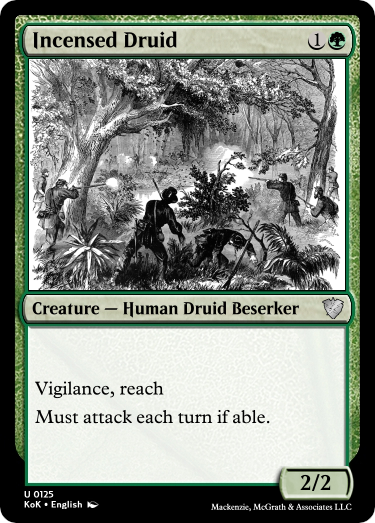 Incensed Druid 1
Creature — Human Druid Beserker
Vigilance, reach
Must attack each turn if able.
2/2
U 0125
KoK • English
Mackenzie, McGrath & Associates LLC